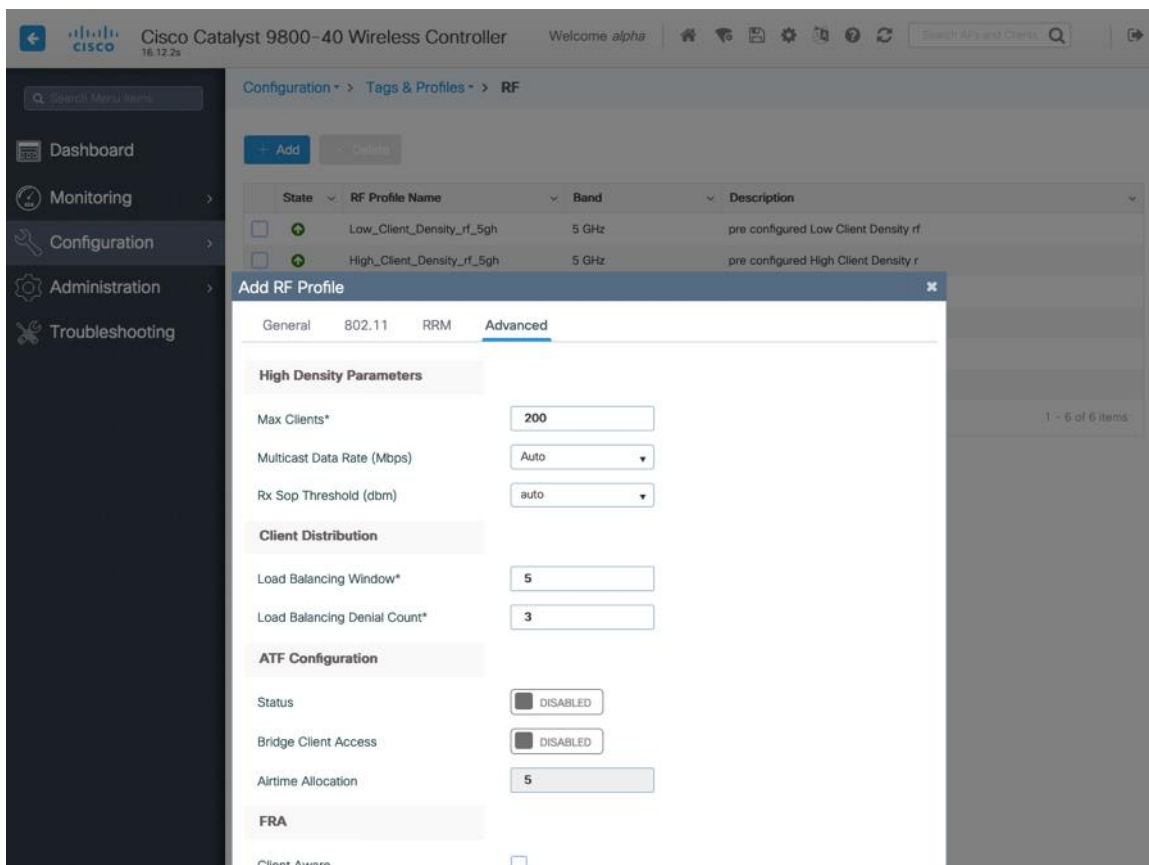 CISCO
Cisco Catalyst 9800-40 Wireless Controller
16.12.2s
Welcome alpha
Search APs and Clients
Search Menu Items
Dashboard
Monitoring
Configuration
Administration
Troubleshooting
Configuration > Tags & Profiles > RF
+ Add
Delete
State RF Profile Name Band Description
Low_Client_Density_rf_5gh 5 GHz pre configured Low Client Density rf
High_Client_Density_rf_5gh 5 GHz pre configured High Client Density r
1 - 6 of 6 items
Add RF Profile
General 802.11 RRM Advanced
High Density Parameters
Max Clients* 200
Multicast Data Rate (Mbps) Auto
Rx Sop Threshold (dbm) auto
Client Distribution
Load Balancing Window* 5
Load Balancing Denial Count* 3
ATF Configuration
Status DISABLED
Bridge Client Access DISABLED
Airtime Allocation 5
FRA
Client Aware